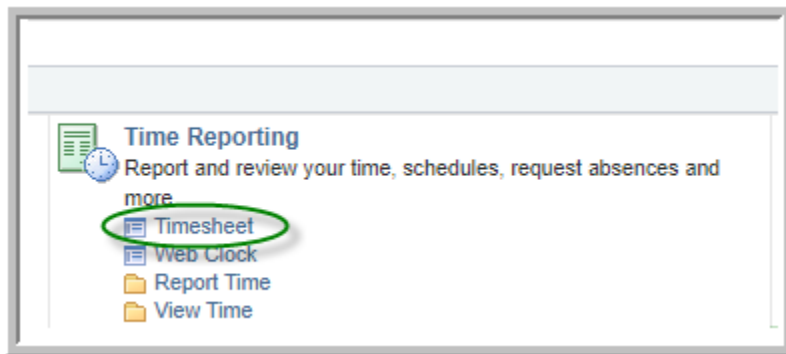 Time Reporting
Report and review your time, schedules, request absences and
more
Timesheet
Web Clock
Report Time
View Time